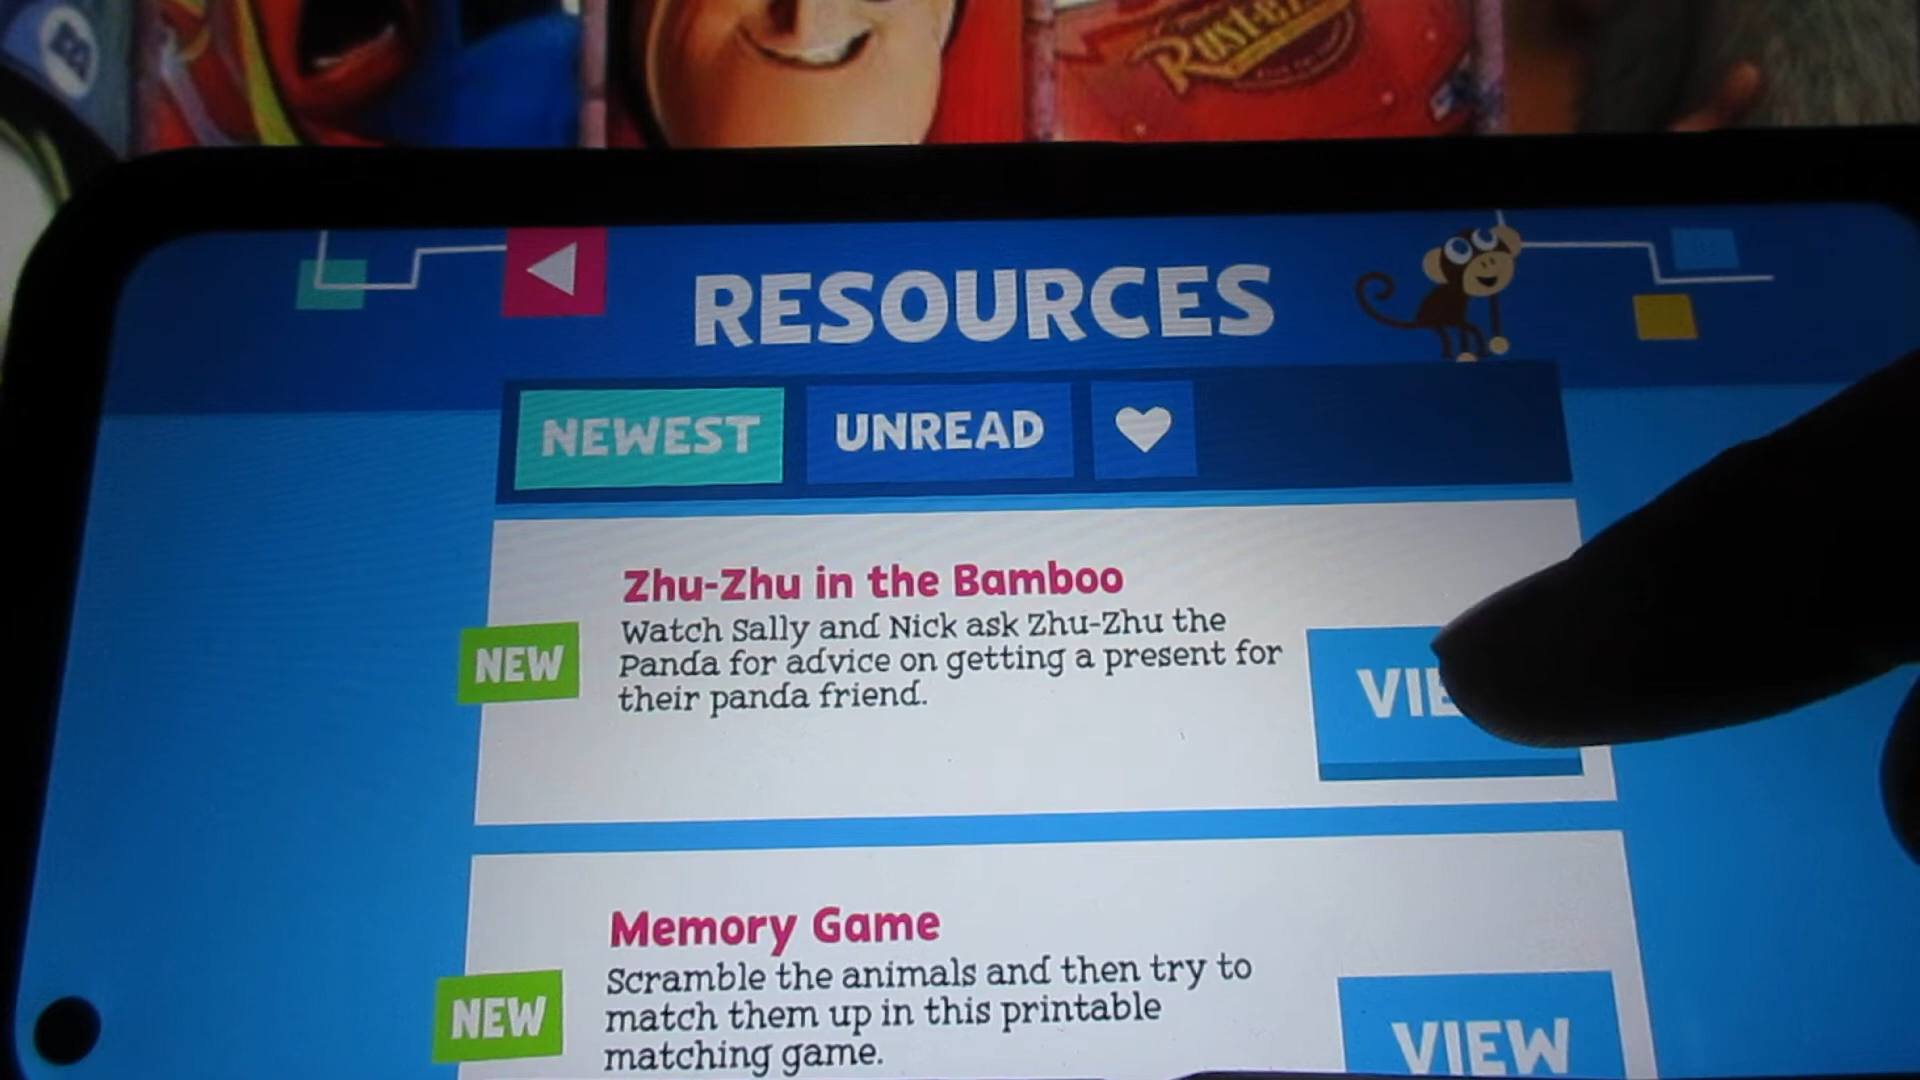 RESOURCES
NEWEST
UNREAD
Zhu-Zhu in the Bamboo
Watch Sally and Nick ask Zhu-Zhu the
Panda for advice on getting a present for
their panda friend.
NEW
Memory Game
Scramble the animals and then try to
match them up in this printable
matching game.
NEW
VIEW